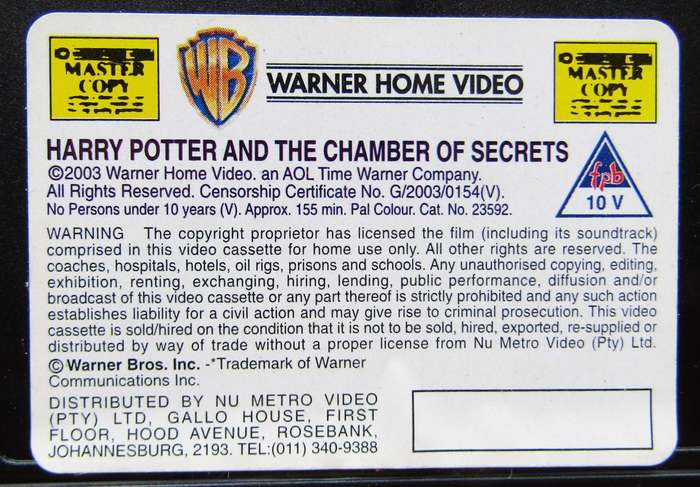 MASTER
COPY
WB
WARNER HOME VIDEO
MASTER
COPY
HARRY POTTER AND THE CHAMBER OF SECRETS
©2003 Warner Home Video. an AOL Time Warner Company.
All Rights Reserved. Censorship Certificate No. G/2003/0154(V).
No Persons under 10 years (V). Approx. 155 min. Pal Colour. Cat. No. 23592.
fpb
10 V
WARNING The copyright proprietor has licensed the film (including its soundtrack)
comprised in this video cassette for home use only. All other rights are reserved. The
coaches, hospitals, hotels, oil rigs, prisons and schools. Any unauthorised copying, editing,
exhibition, renting, exchanging, hiring, lending, public performance, diffusion and/or
broadcast of this video cassette or any part thereof is strictly prohibited and any such action
establishes liability for a civil action and may give rise to criminal prosecution. This video
cassette is sold/hired on the condition that it is not to be sold, hired, exported, re-supplied or
distributed by way of trade without a proper license from Nu Metro Video (Pty) Ltd.
© Warner Bros. Inc. -*Trademark of Warner
Communications Inc.
DISTRIBUTED BY NU METRO VIDEO
(PTY) LTD, GALLO HOUSE, FIRST
FLOOR, HOOD AVENUE, ROSEBANK,
JOHANNESBURG, 2193. TEL:(011) 340-9388